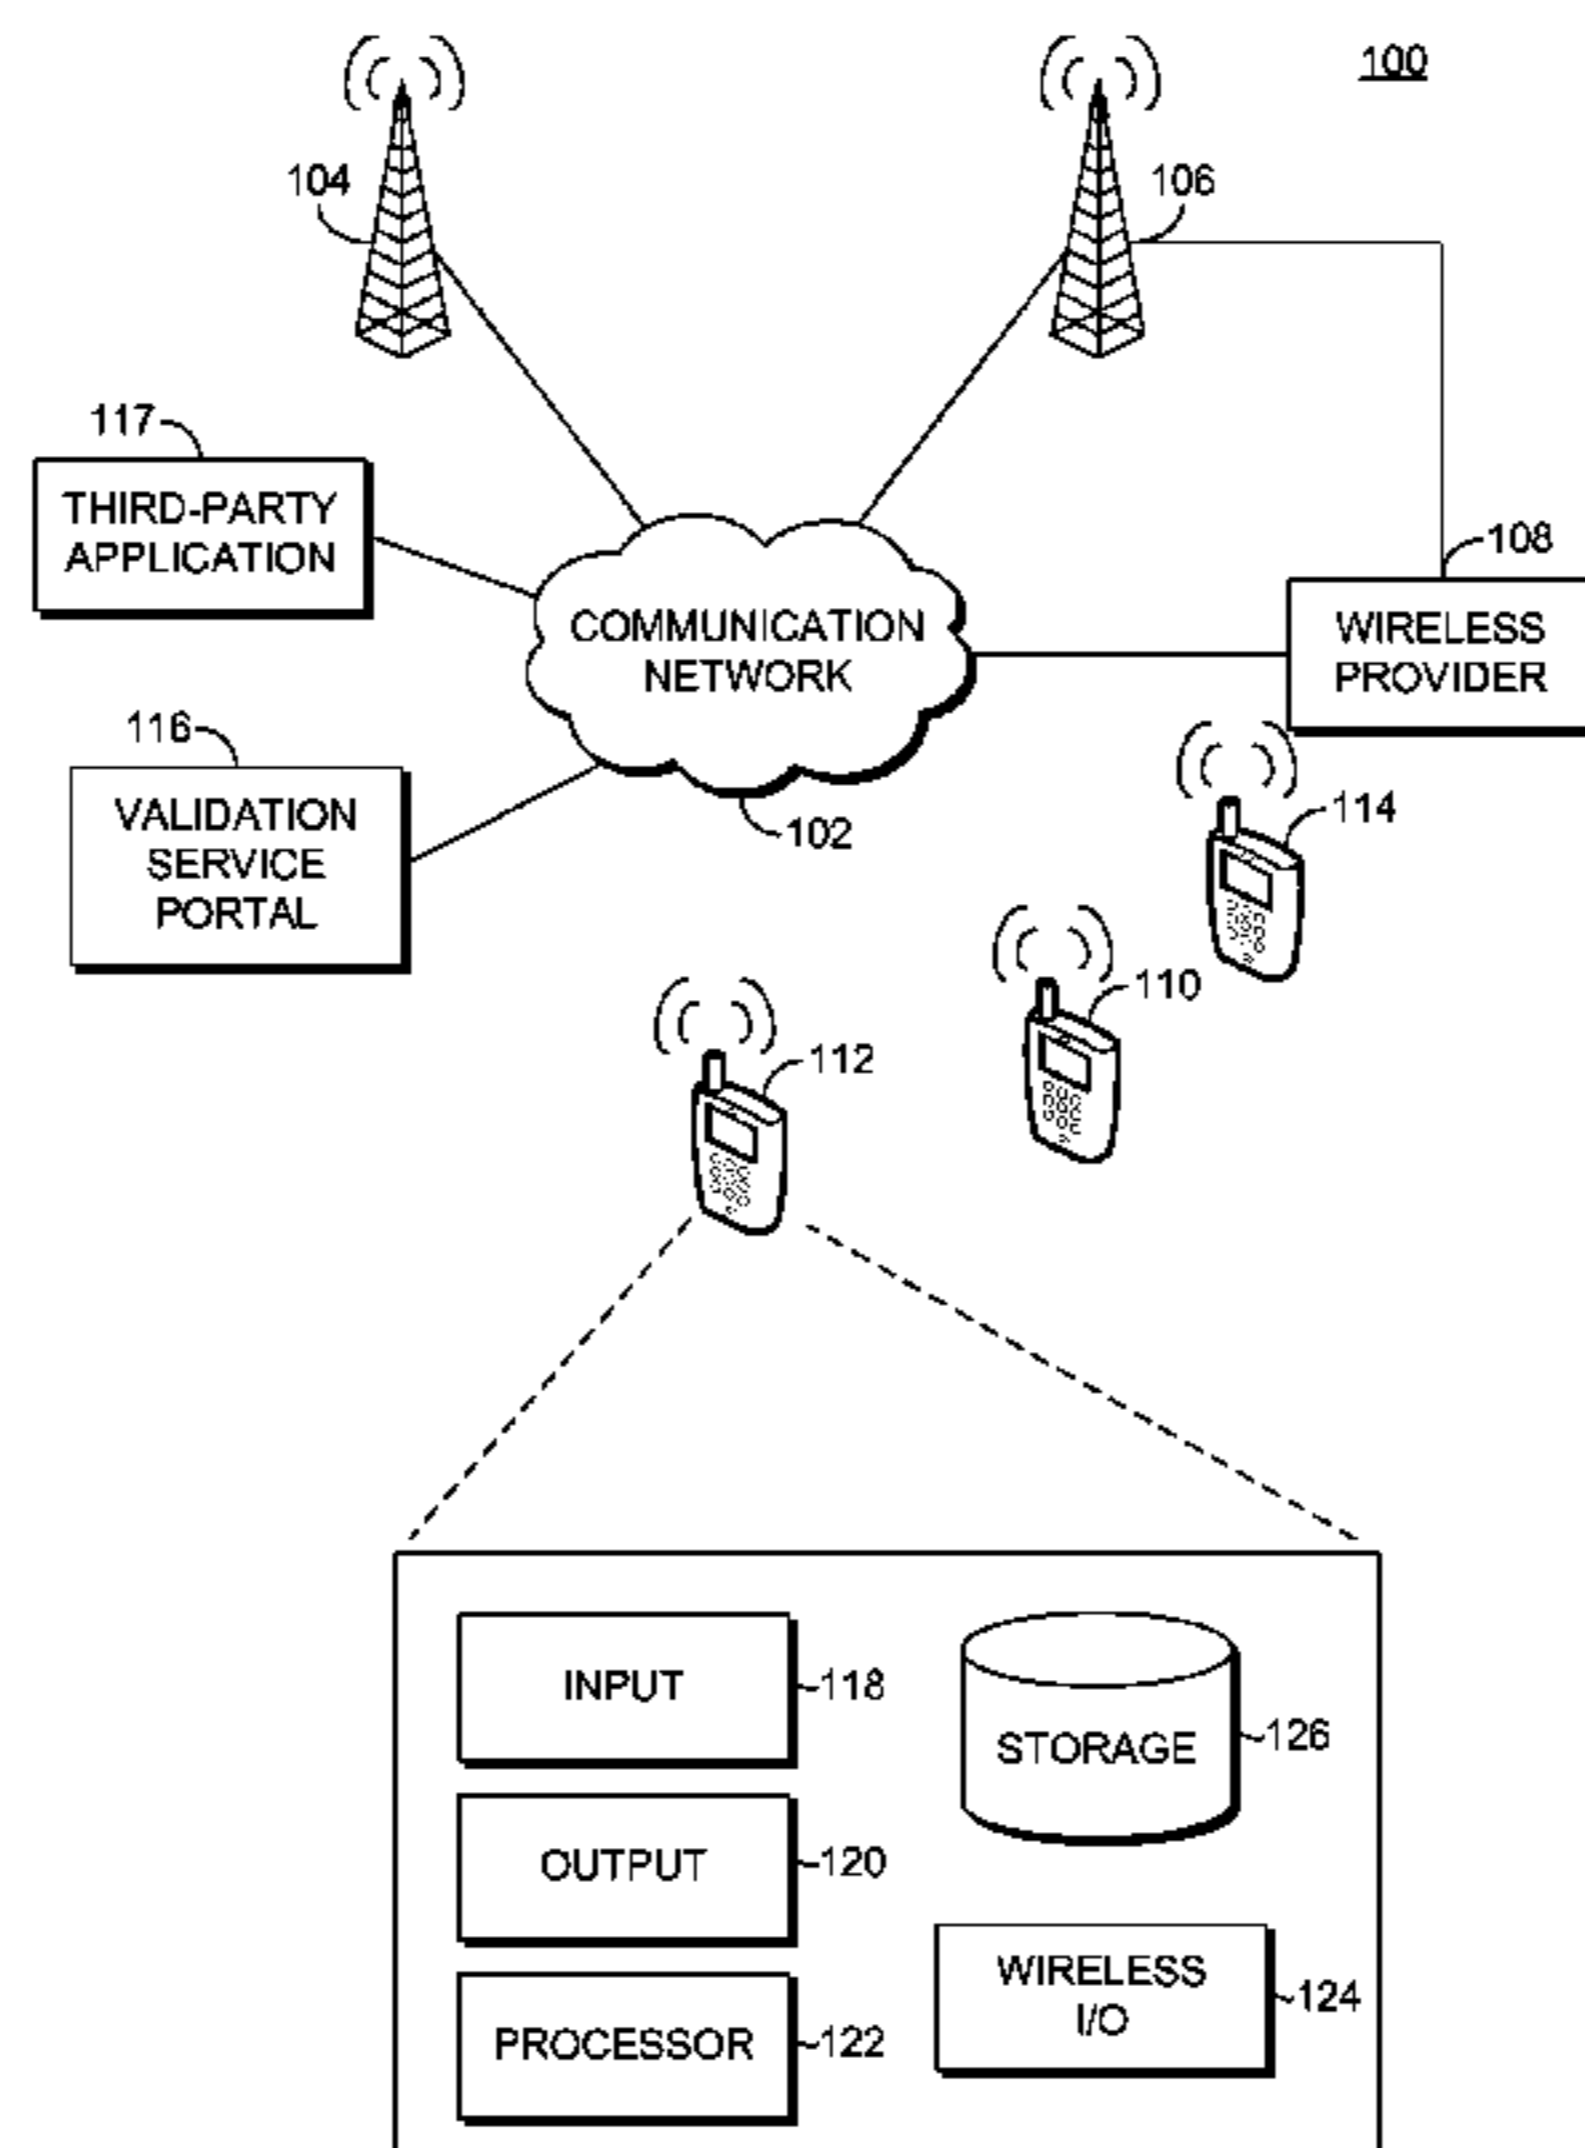 100
104
106
117
THIRD-PARTY
APPLICATION
108
COMMUNICATION
NETWORK
WIRELESS
PROVIDER
116
VALIDATION
SERVICE
PORTAL
102
114
110
112
INPUT
118
STORAGE
126
OUTPUT
120
WIRELESS
I/O
124
PROCESSOR
122